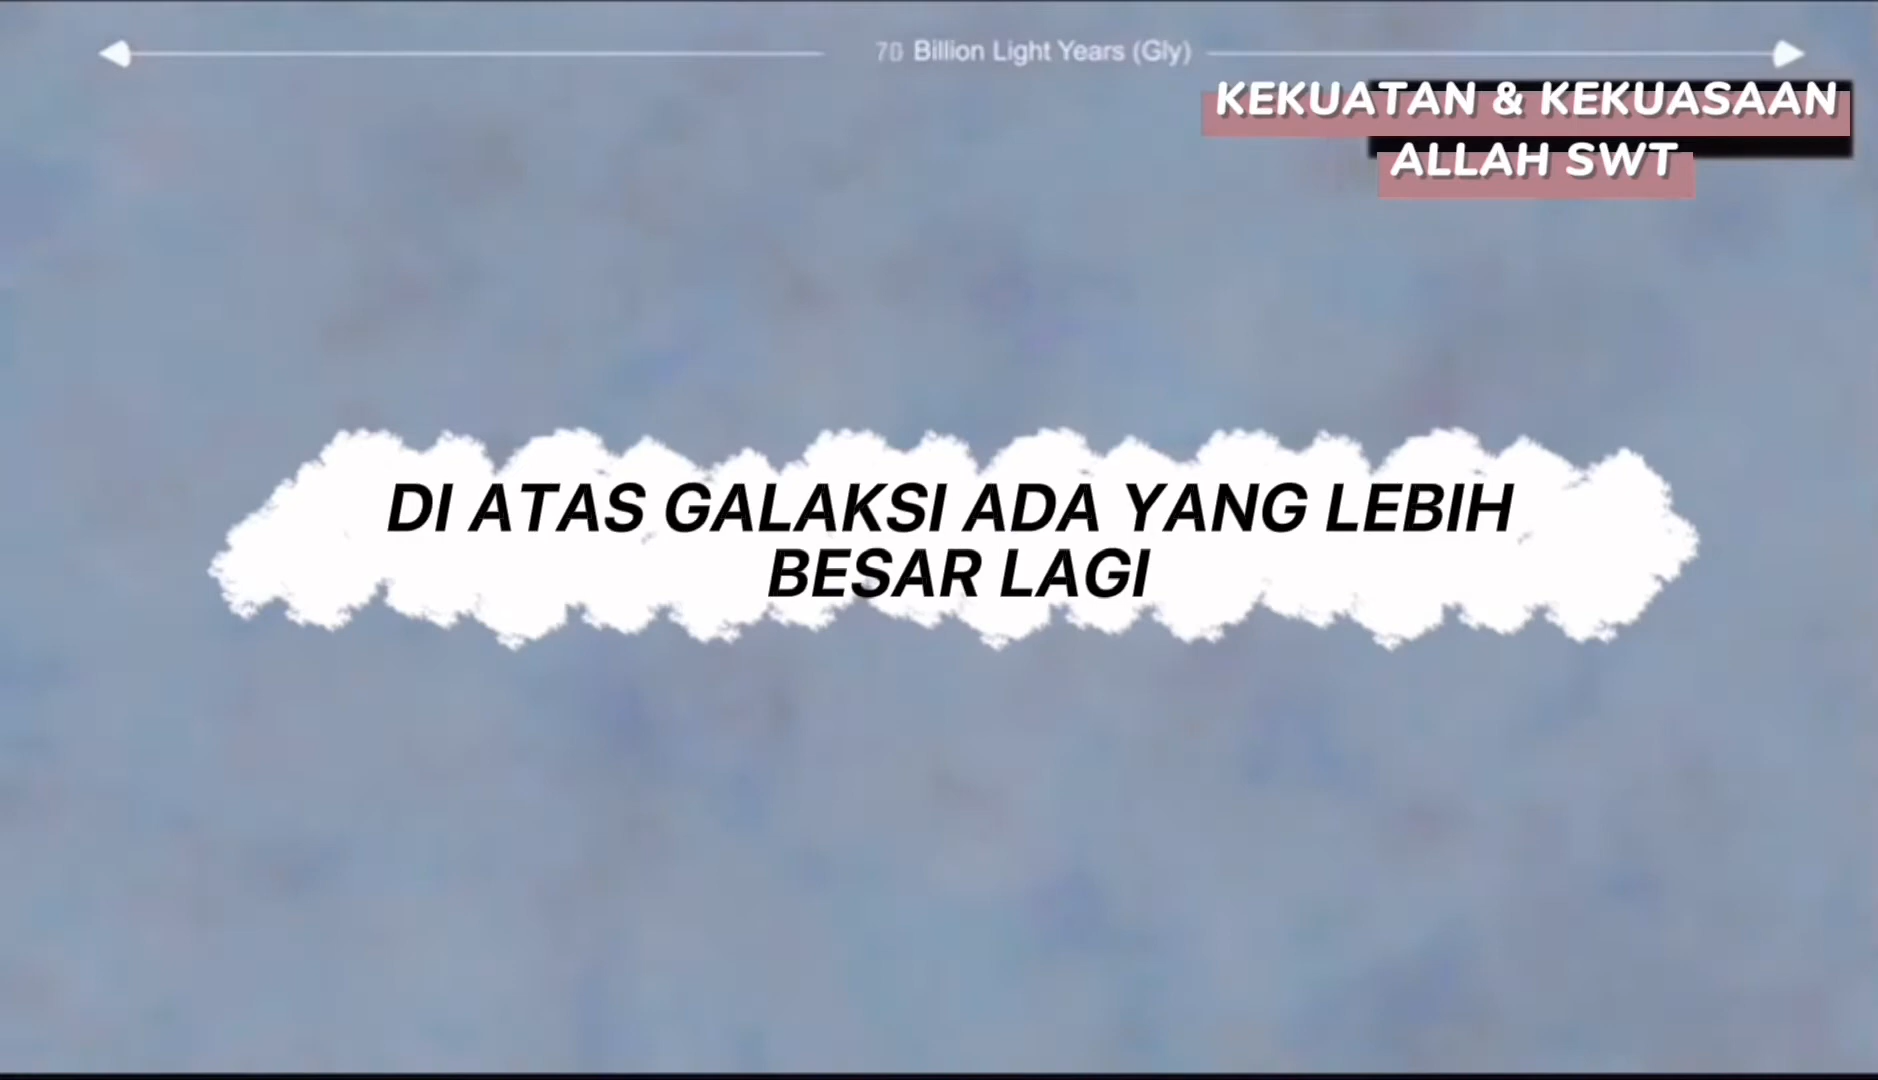 70 Billion Light Years (Gly)
KEKUATAN & KEKUASAAN
ALLAH SWT
DI ATAS GALAKSI ADA YANG LEBIH
BESAR LAGI